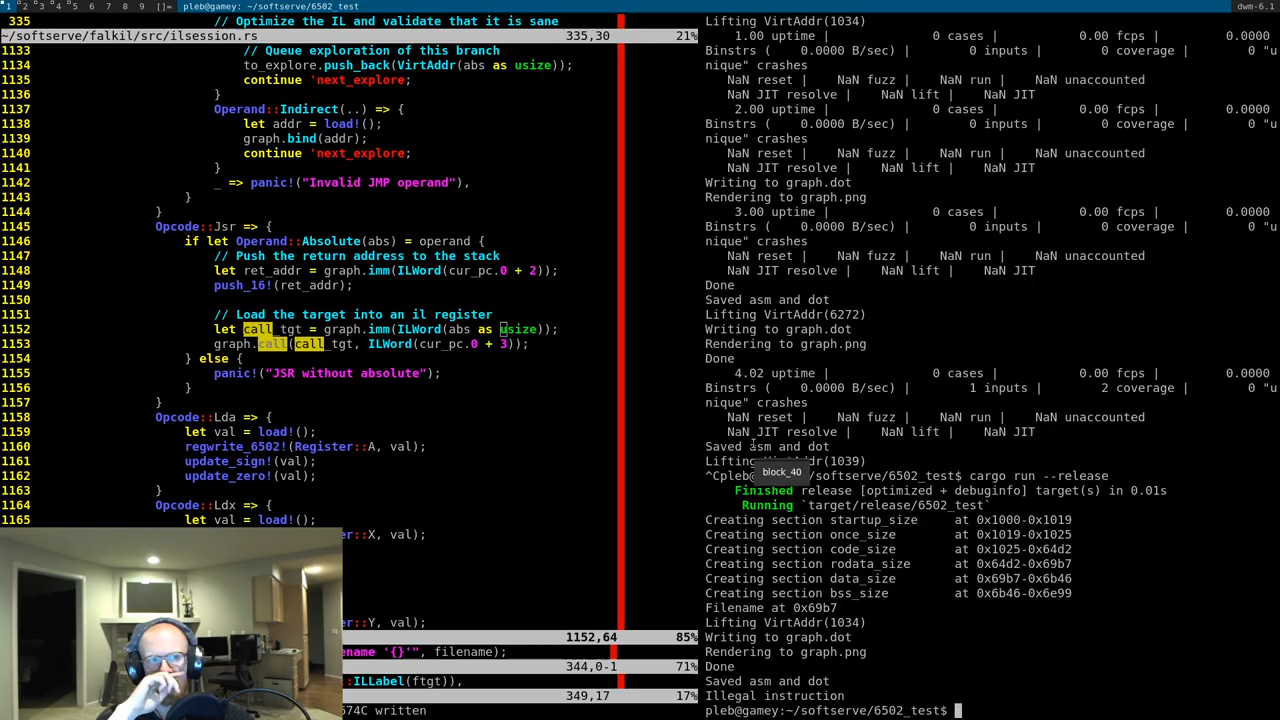 1 2 3 4 5 6 7 8 9 []= pleb@gamey: ~/softserve/6502_test dwm-6.1
335 // Optimize the IL and validate that it is sane
~/softserve/falkil/src/ilsession.rs 335,30 21%
1133 // Queue exploration of this branch
1134 to_explore.push_back(VirtAddr(abs as usize));
1135 continue 'next_explore;
1136 }
1137 Operand::Indirect(..) => {
1138 let addr = load!();
1139 graph.bind(addr);
1140 continue 'next_explore;
1141 }
1142 _ => panic!("Invalid JMP operand"),
1143 }
1144 }
1145 Opcode::Jsr => {
1146 if let Operand::Absolute(abs) = operand {
1147 // Push the return address to the stack
1148 let ret_addr = graph.imm(ILWord(cur_pc.0 + 2));
1149 push_16!(ret_addr);
1150
1151 // Load the target into an il register
1152 let call_tgt = graph.imm(ILWord(abs as usize));
1153 graph.call(call_tgt, ILWord(cur_pc.0 + 3));
1154 } else {
1155 panic!("JSR without absolute");
1156 }
1157 }
1158 Opcode::Lda => {
1159 let val = load!();
1160 regwrite_6502!(Register::A, val);
1161 update_sign!(val);
1162 update_zero!(val);
1163 }
1164 Opcode::Ldx => {
1165 let val = load!();
er::X, val);
er::Y, val);
1152,64 85%
ename '{}'", filename);
344,0-1 71%
:ILLabel(ftgt)),
349,17 17%
574C written
Lifting VirtAddr(1034)
1.00 uptime | 0 cases | 0.00 fcps | 0.0000
Binstrs ( 0.0000 B/sec) | 0 inputs | 0 coverage | 0 "u
nique" crashes
NaN reset | NaN fuzz | NaN run | NaN unaccounted
NaN JIT resolve | NaN lift | NaN JIT
2.00 uptime | 0 cases | 0.00 fcps | 0.0000
Binstrs ( 0.0000 B/sec) | 0 inputs | 0 coverage | 0 "u
nique" crashes
NaN reset | NaN fuzz | NaN run | NaN unaccounted
NaN JIT resolve | NaN lift | NaN JIT
Writing to graph.dot
Rendering to graph.png
3.00 uptime | 0 cases | 0.00 fcps | 0.0000
Binstrs ( 0.0000 B/sec) | 0 inputs | 0 coverage | 0 "u
nique" crashes
NaN reset | NaN fuzz | NaN run | NaN unaccounted
NaN JIT resolve | NaN lift | NaN JIT
Done
Saved asm and dot
Lifting VirtAddr(6272)
Writing to graph.dot
Rendering to graph.png
Done
4.02 uptime | 0 cases | 0.00 fcps | 0.0000
Binstrs ( 0.0000 B/sec) | 1 inputs | 2 coverage | 0 "u
nique" crashes
NaN reset | NaN fuzz | NaN run | NaN unaccounted
NaN JIT resolve | NaN lift | NaN JIT
Saved asm and dot
Lifting VirtAddr(1039)
block_40
^Cpleb@ /softserve/6502_test$ cargo run --release
Finished release [optimized + debuginfo] target(s) in 0.01s
Running `target/release/6502_test`
Creating section startup_size at 0x1000-0x1019
Creating section once_size at 0x1019-0x1025
Creating section code_size at 0x1025-0x64d2
Creating section rodata_size at 0x64d2-0x69b7
Creating section data_size at 0x69b7-0x6b46
Creating section bss_size at 0x6b46-0x6e99
Filename at 0x69b7
Lifting VirtAddr(1034)
Writing to graph.dot
Rendering to graph.png
Done
Saved asm and dot
Illegal instruction
pleb@gamey:~/softserve/6502_test$